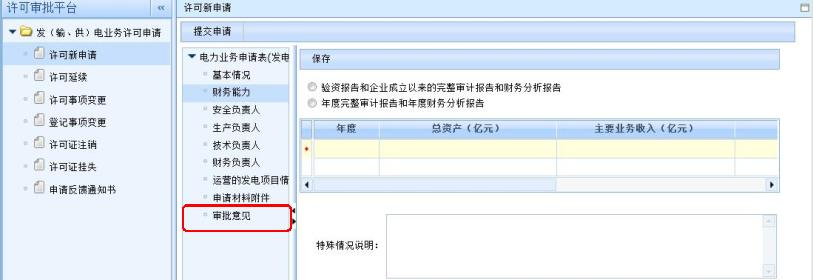 许可审批平台
发（输、供）电业务许可申请
许可新申请
许可延续
许可事项变更
登记事项变更
许可证注销
许可证挂失
申请反馈通知书
许可新申请
提交申请
电力业务申请表(发电
基本情况
财务能力
安全负责人
生产负责人
技术负责人
财务负责人
运营的发电项目情
申请材料附件
审批意见
保存
验资报告和企业成立以来的完整审计报告和财务分析报告
年度完整审计报告和年度财务分析报告
年度 总资产（亿元） 主要业务收入（亿元）
特殊情况说明：